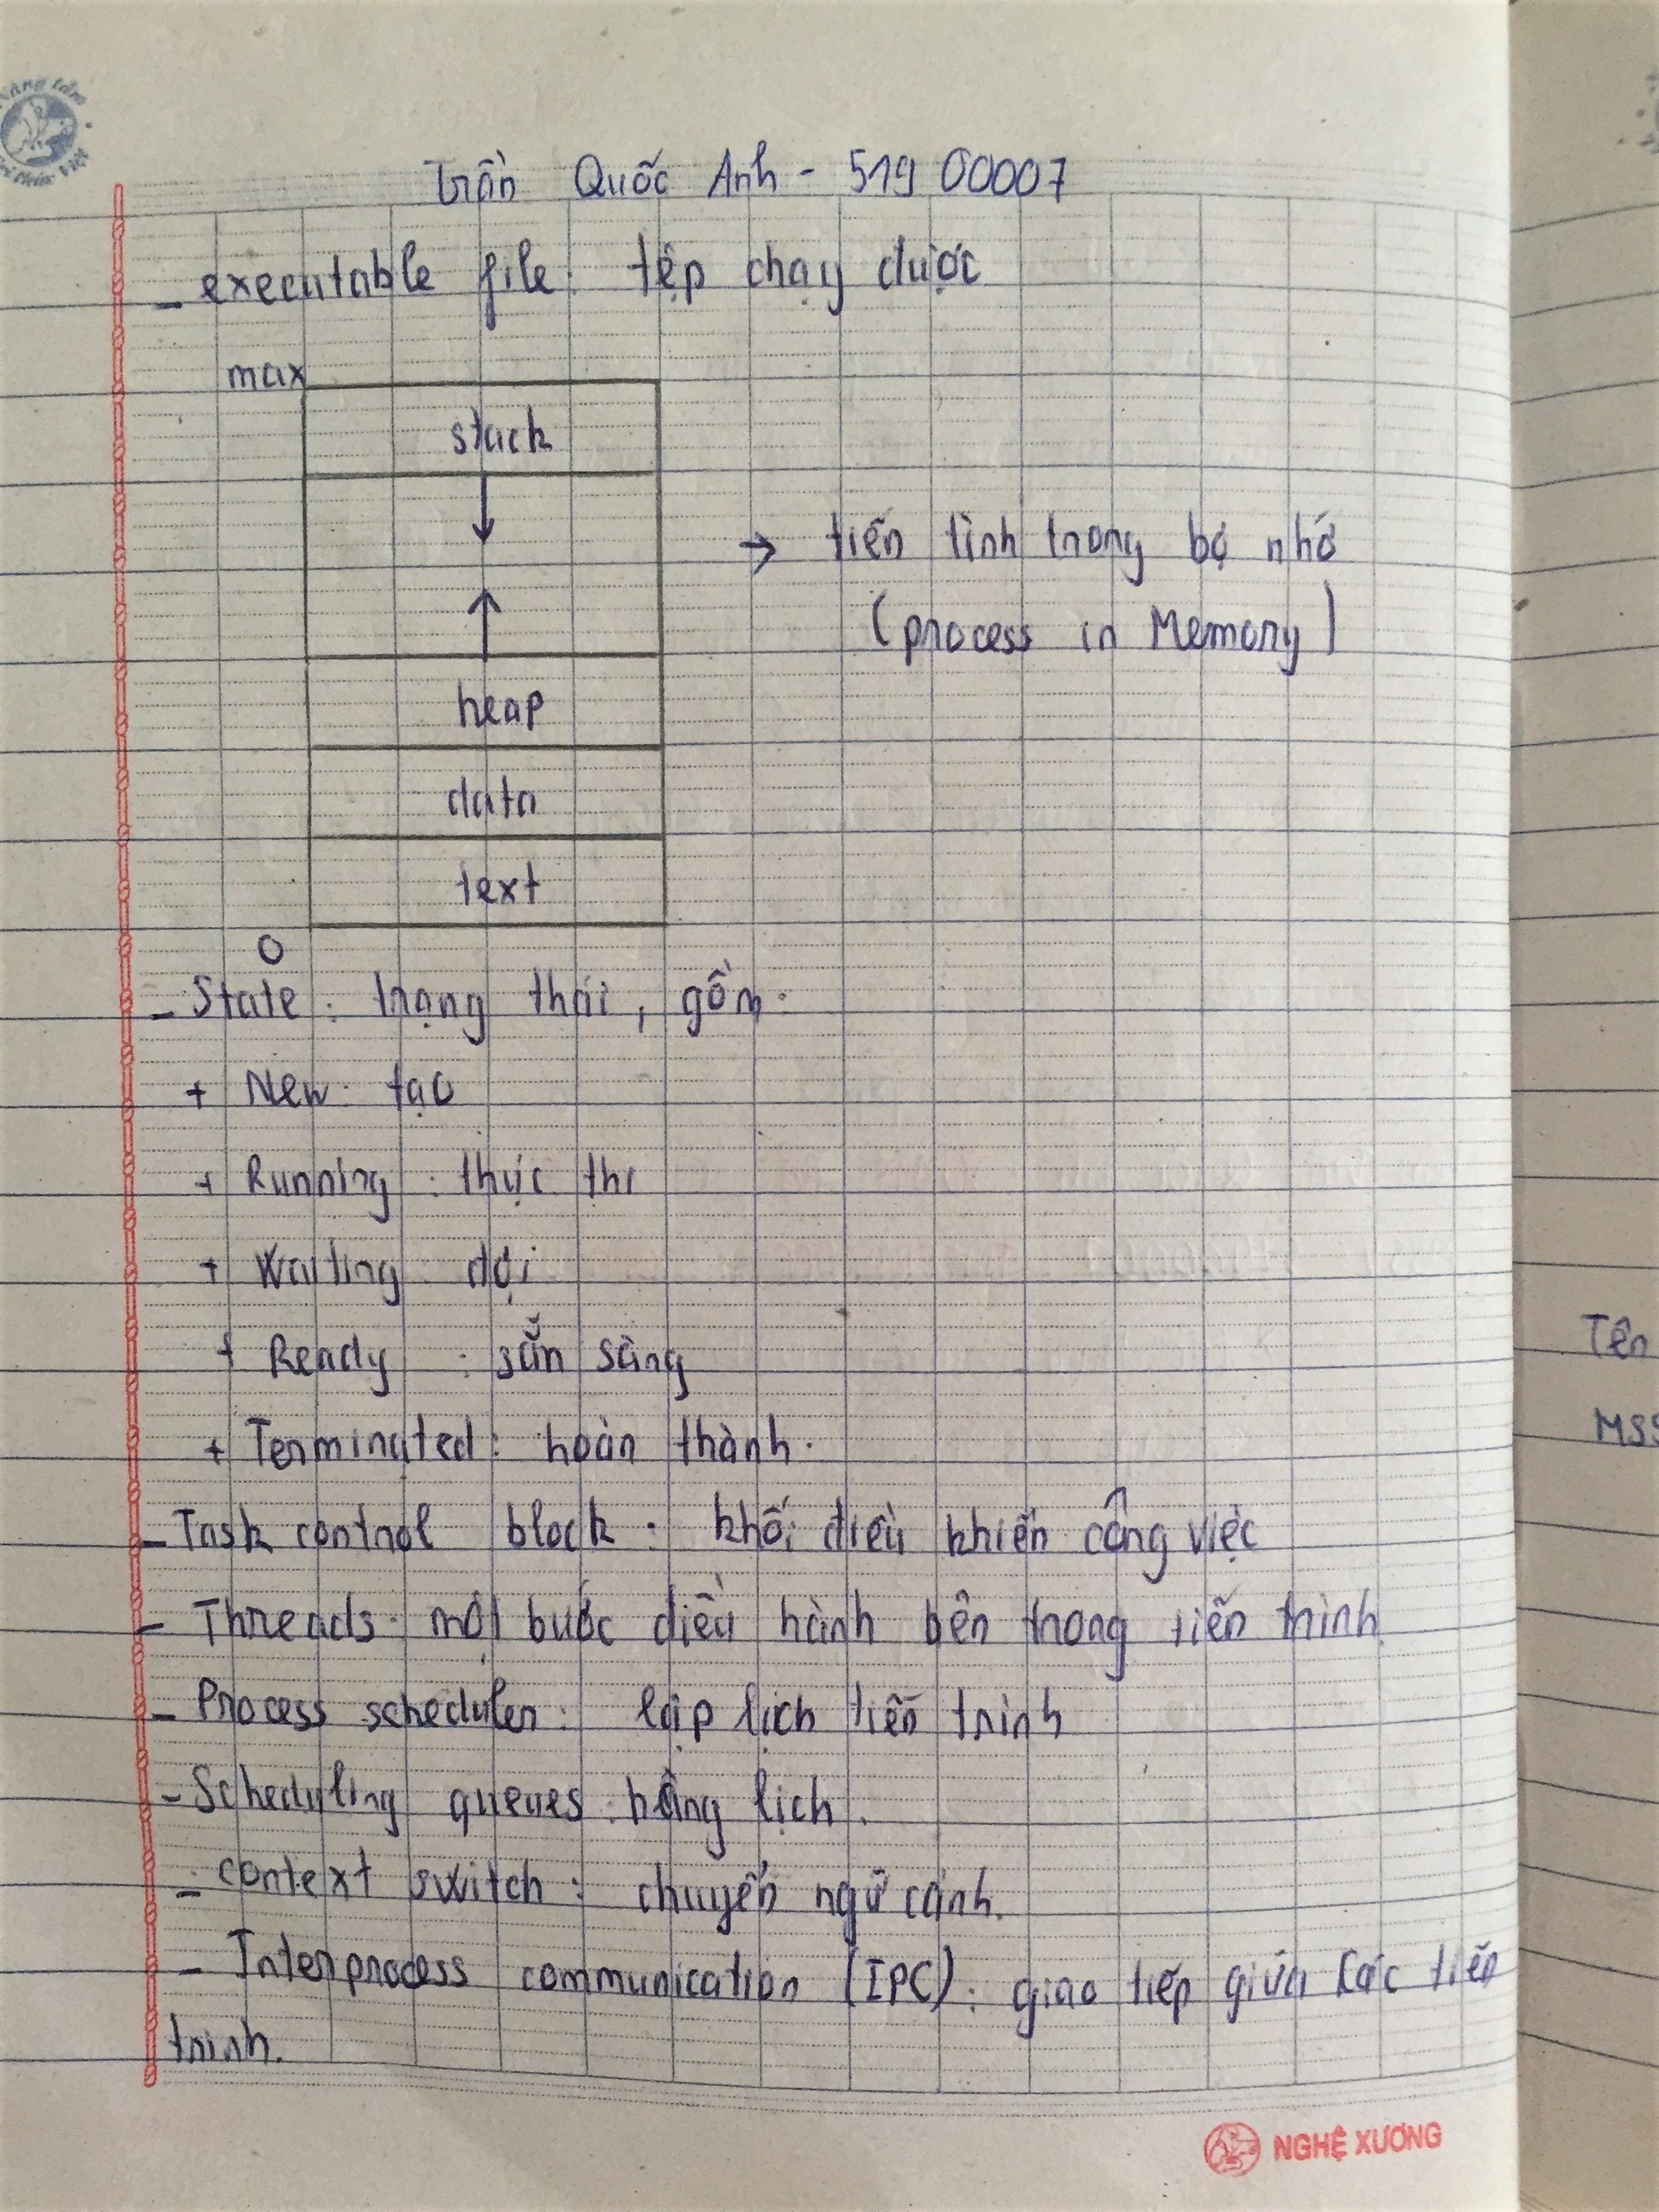 Trần Quốc Anh - 519 00007
- executable file: tệp chạy được
max
stack
→ tiến tình trong bộ nhớ
(process in Memory)
heap
data
text
0
- State: trạng thái, gồm:
+ New: tạo
+ Running: thực thi
+ Waiting: đợi
+ Ready: sẵn sàng
+ Terminated: hoàn thành.
- Task control block: khối điều khiển công việc
- Threads: một bước điều hành bên trong tiến trình.
- Process scheduler: lập lịch tiến trình
- Scheduling queues: hông lịch.
- context switch: chuyển ngữ cảnh.
- Interprocess communication (IPC): giao tiếp giữa các tiến
trình.
Tên
MSS
NGHỆ XƯƠNG